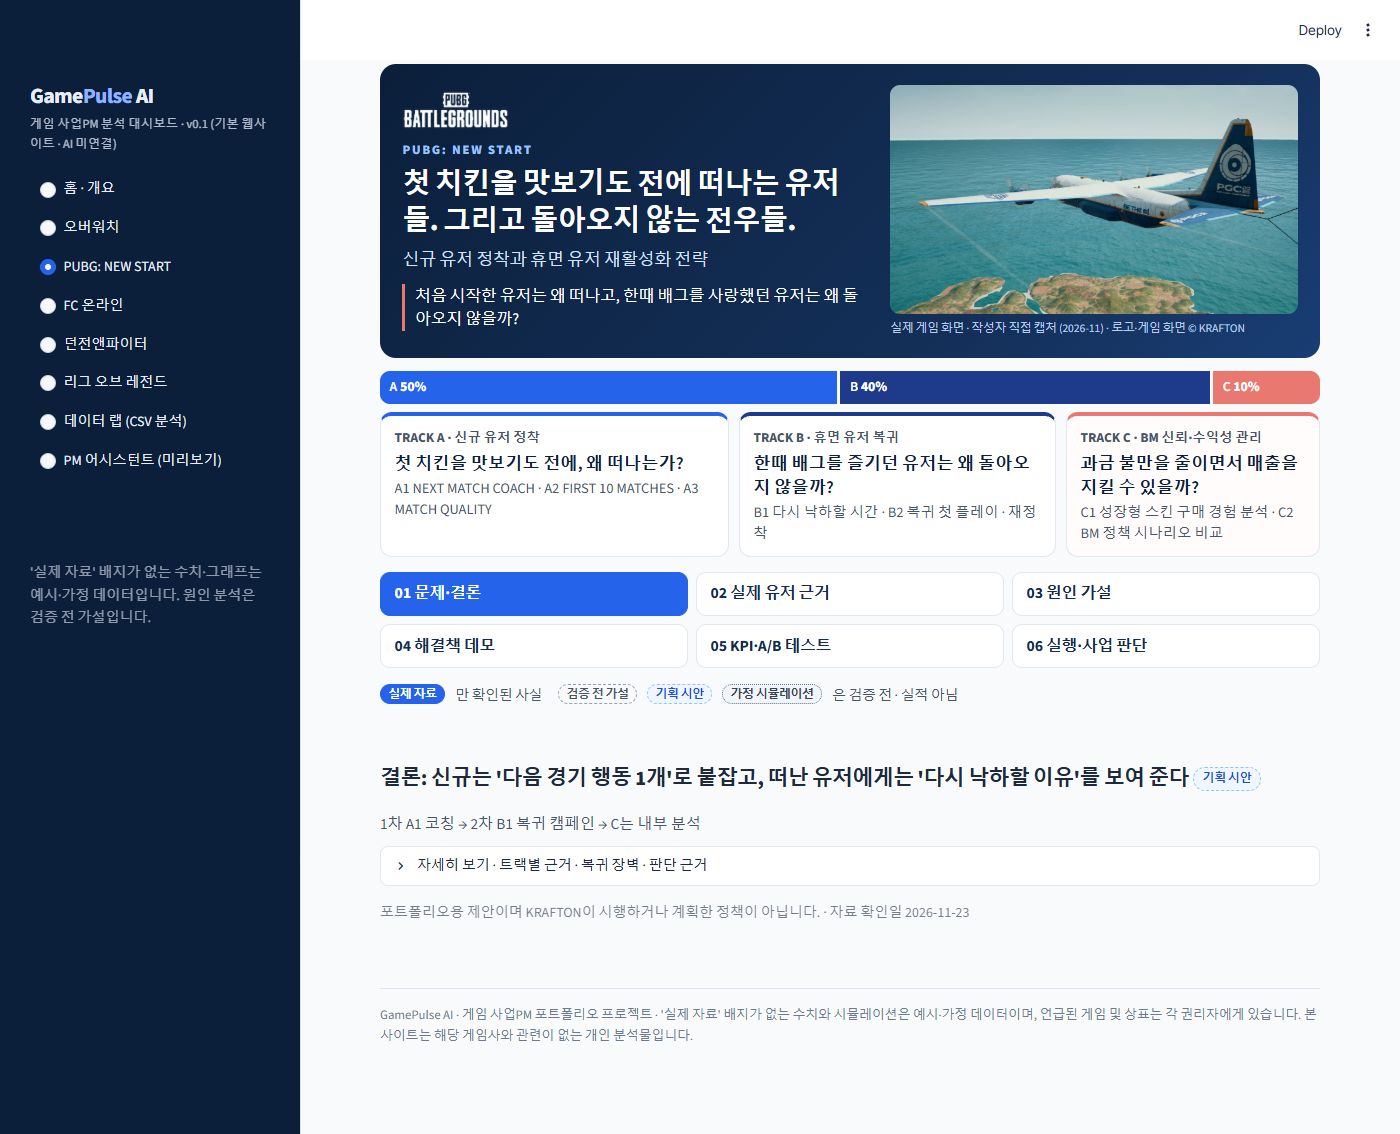 Deploy
GamePulse AI
게임 사업PM 분석 대시보드 · v0.1 (기본 웹사
이트 · AI 미연결)
홈 · 개요
오버워치
PUBG: NEW START
FC 온라인
던전앤파이터
리그 오브 레전드
데이터 랩 (CSV 분석)
PM 어시스턴트 (미리보기)
'실제 자료' 배지가 없는 수치·그래프는
예시·가정 데이터입니다. 원인 분석은
검증 전 가설입니다.
PUBG
BATTLEGROUNDS
PUBG: NEW START
첫 치킨을 맛보기도 전에 떠나는 유저
들. 그리고 돌아오지 않는 전우들.
신규 유저 정착과 휴면 유저 재활성화 전략
처음 시작한 유저는 왜 떠나고, 한때 배그를 사랑했던 유저는 왜 돌
아오지 않을까?
PGC
실제 게임 화면 · 작성자 직접 캡처 (2026-11) · 로고·게임 화면 © KRAFTON
A 50%
B 40%
C 10%
TRACK A · 신규 유저 정착
첫 치킨을 맛보기도 전에, 왜 떠나는가?
A1 NEXT MATCH COACH · A2 FIRST 10 MATCHES · A3
MATCH QUALITY
TRACK B · 휴면 유저 복귀
한때 배그를 즐기던 유저는 왜 돌아오
지 않을까?
B1 다시 낙하할 시간 · B2 복귀 첫 플레이 · 재정
착
TRACK C · BM 신뢰·수익성 관리
과금 불만을 줄이면서 매출을
지킬 수 있을까?
C1 성장형 스킨 구매 경험 분석 · C2
BM 정책 시나리오 비교
01 문제·결론
02 실제 유저 근거
03 원인 가설
04 해결책 데모
05 KPI·A/B 테스트
06 실행·사업 판단
실제 자료 만 확인된 사실 검증 전 가설 기획 시안 가정 시뮬레이션 은 검증 전 · 실적 아님
결론: 신규는 '다음 경기 행동 1개'로 붙잡고, 떠난 유저에게는 '다시 낙하할 이유'를 보여 준다 기획 시안
1차 A1 코칭 → 2차 B1 복귀 캠페인 → C는 내부 분석
자세히 보기 · 트랙별 근거 · 복귀 장벽 · 판단 근거
포트폴리오용 제안이며 KRAFTON이 시행하거나 계획한 정책이 아닙니다. · 자료 확인일 2026-11-23
GamePulse AI · 게임 사업PM 포트폴리오 프로젝트 · '실제 자료' 배지가 없는 수치와 시뮬레이션은 예시·가정 데이터이며, 언급된 게임 및 상표는 각 권리자에게 있습니다. 본
사이트는 해당 게임사와 관련이 없는 개인 분석물입니다.